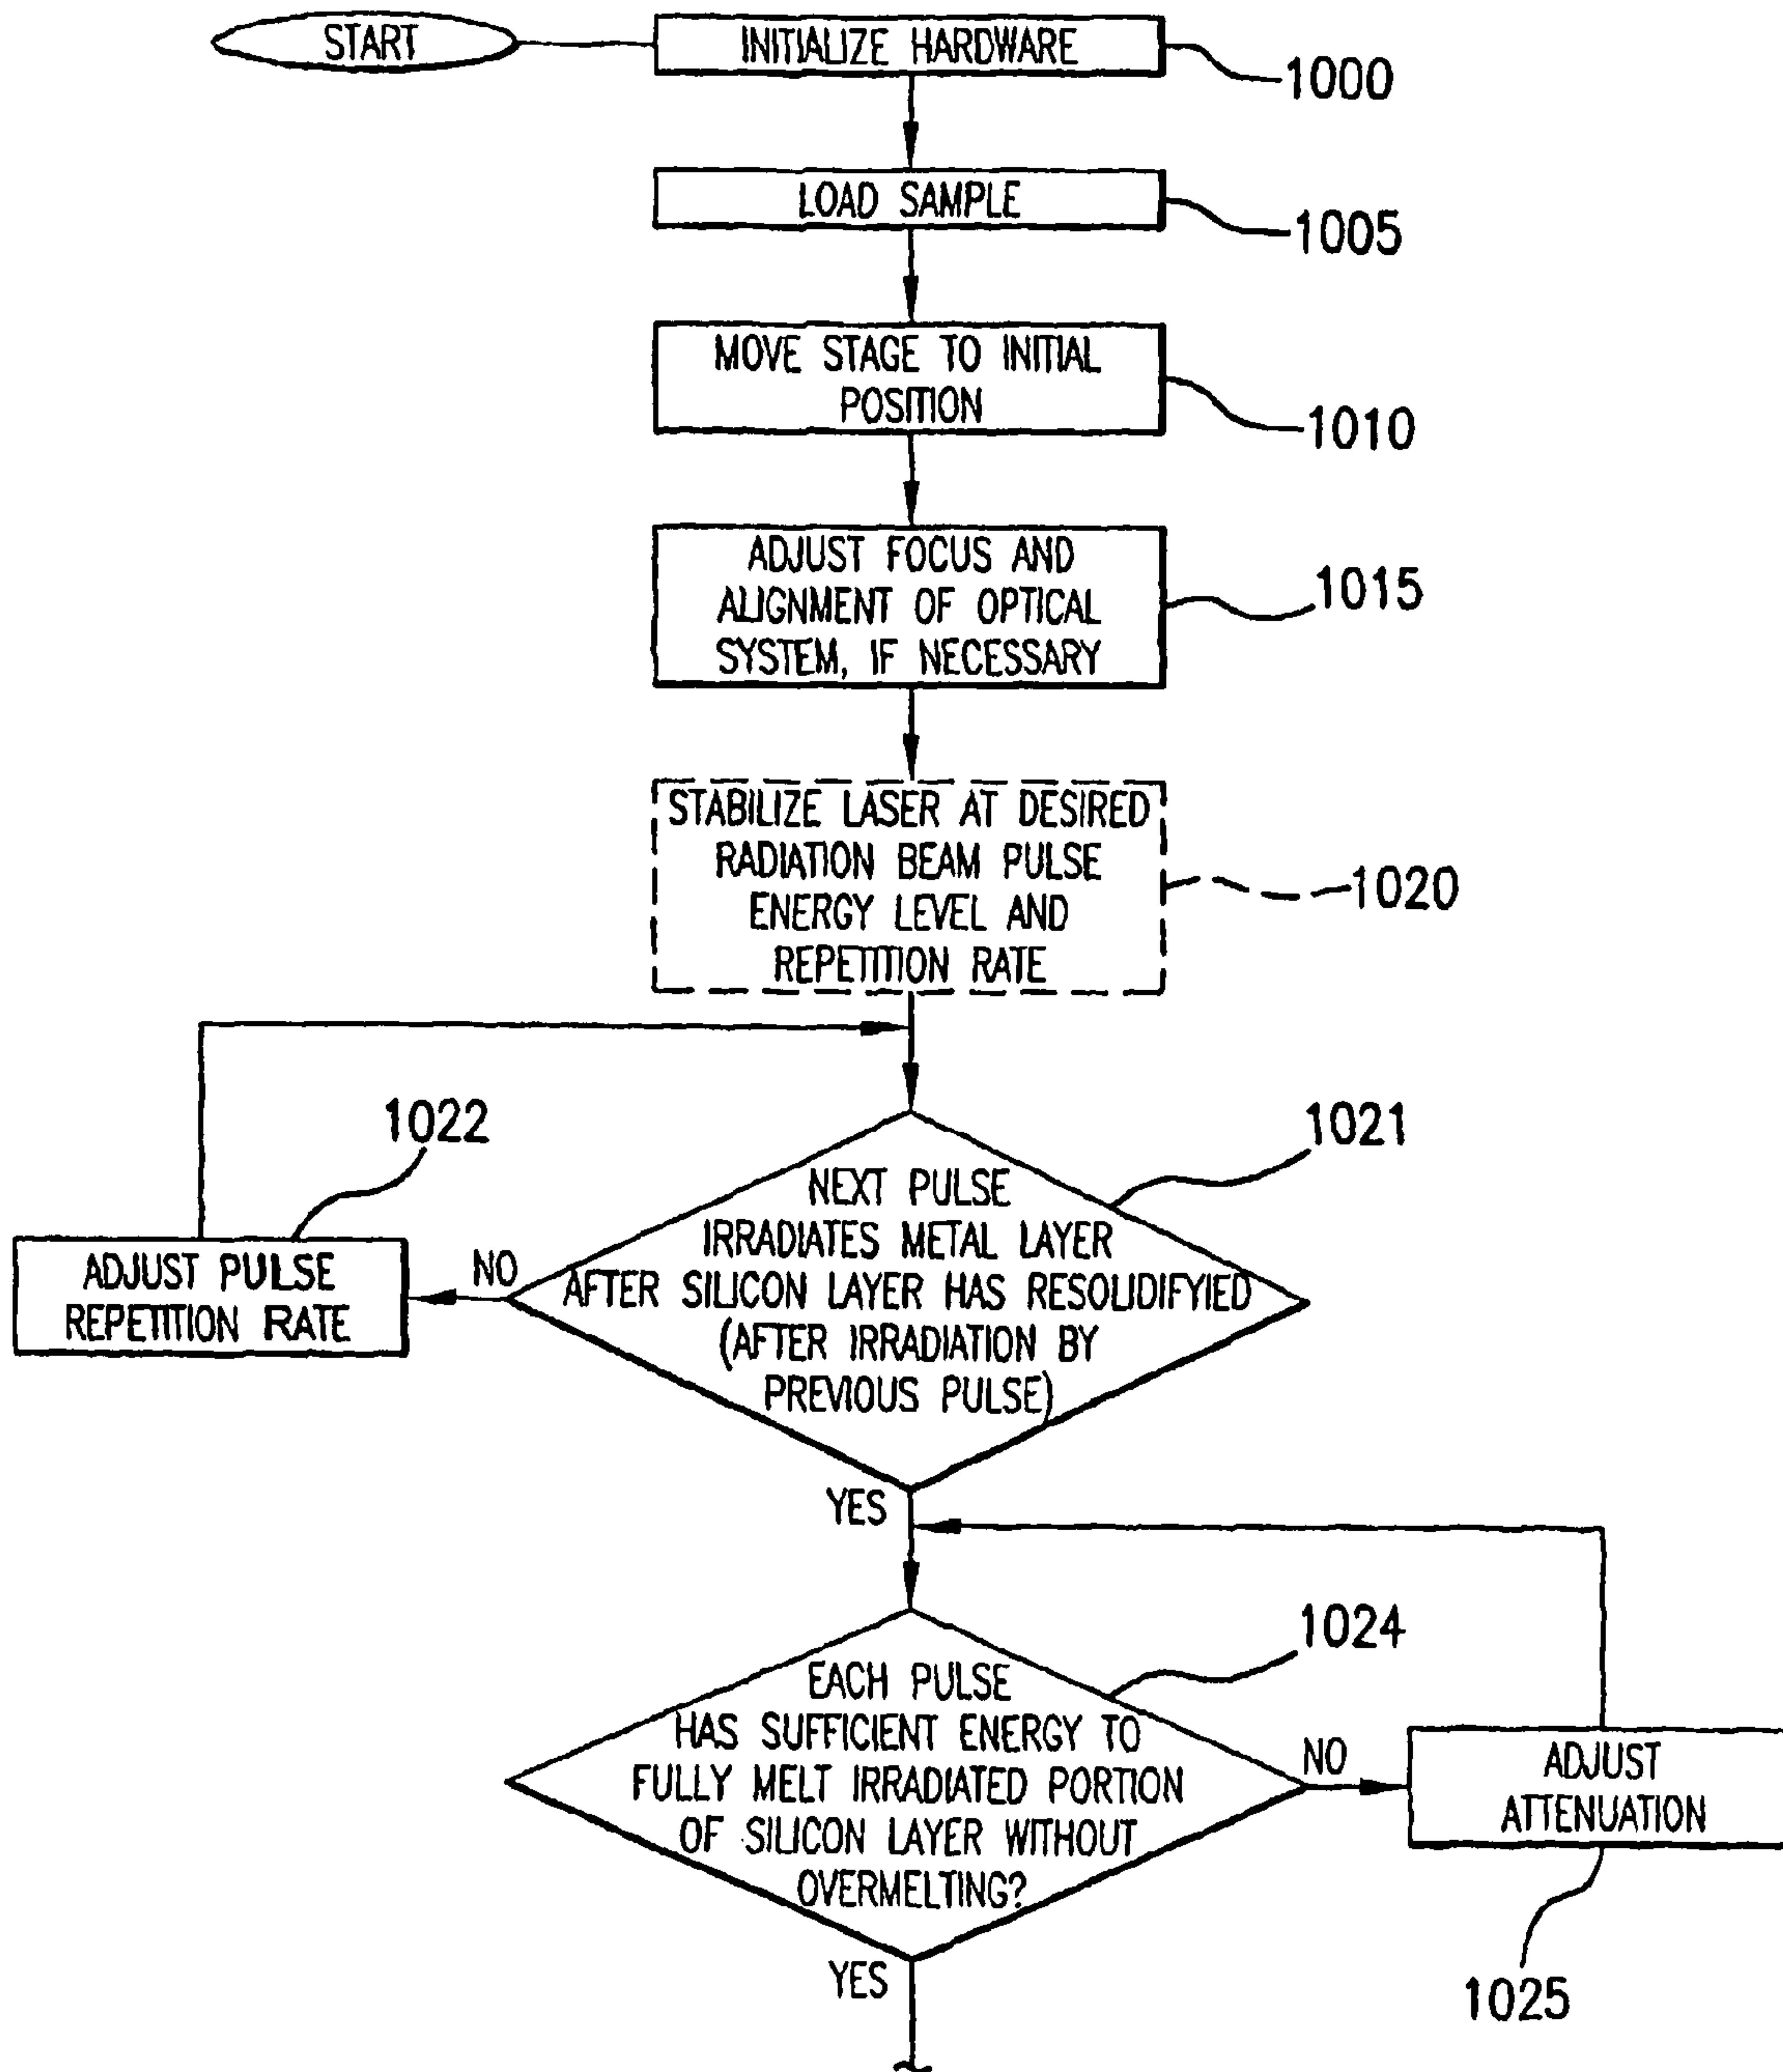 START
INITIALIZE HARDWARE
1000
LOAD SAMPLE
1005
MOVE STAGE TO INITIAL
POSITION
1010
ADJUST FOCUS AND
ALIGNMENT OF OPTICAL
SYSTEM, IF NECESSARY
1015
STABILIZE LASER AT DESIRED
RADIATION BEAM PULSE
ENERGY LEVEL AND
REPETITION RATE
1020
1022
1021
NEXT PULSE
IRRADIATES METAL LAYER
AFTER SILICON LAYER HAS RESOLIDIFYIED
(AFTER IRRADIATION BY
PREVIOUS PULSE)
NO
ADJUST PULSE
REPETITION RATE
YES
1024
EACH PULSE
HAS SUFFICIENT ENERGY TO
FULLY MELT IRRADIATED PORTION
OF SILICON LAYER WITHOUT
OVERMELTING?
NO
ADJUST
ATTENUATION
1025
YES